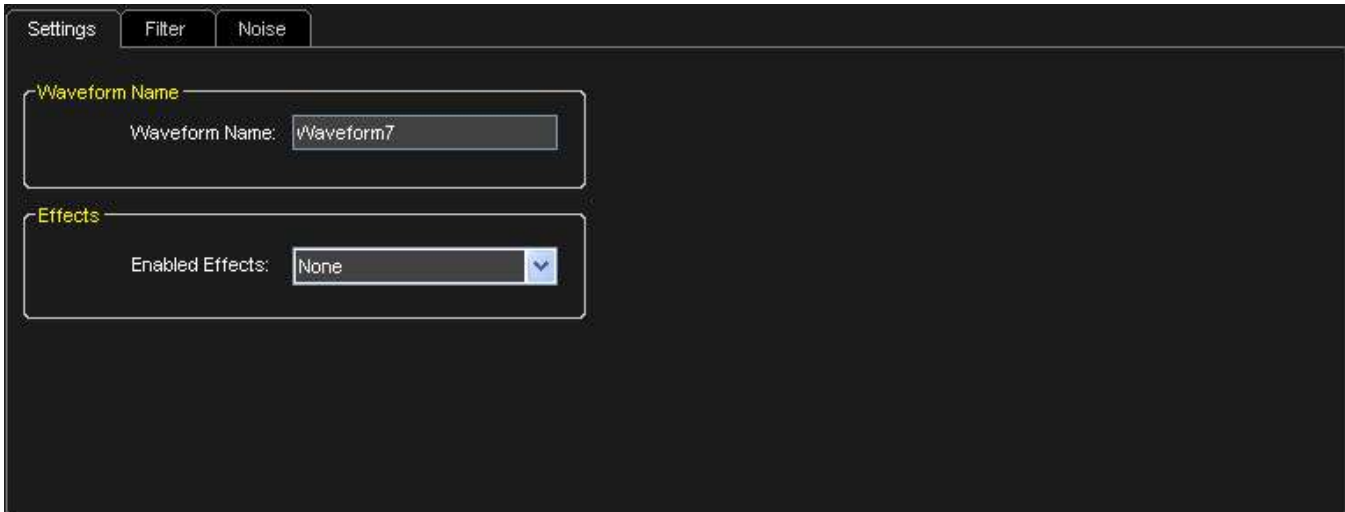 Settings Filter Noise
Waveform Name
Waveform Name: Waveform7
Effects
Enabled Effects: None